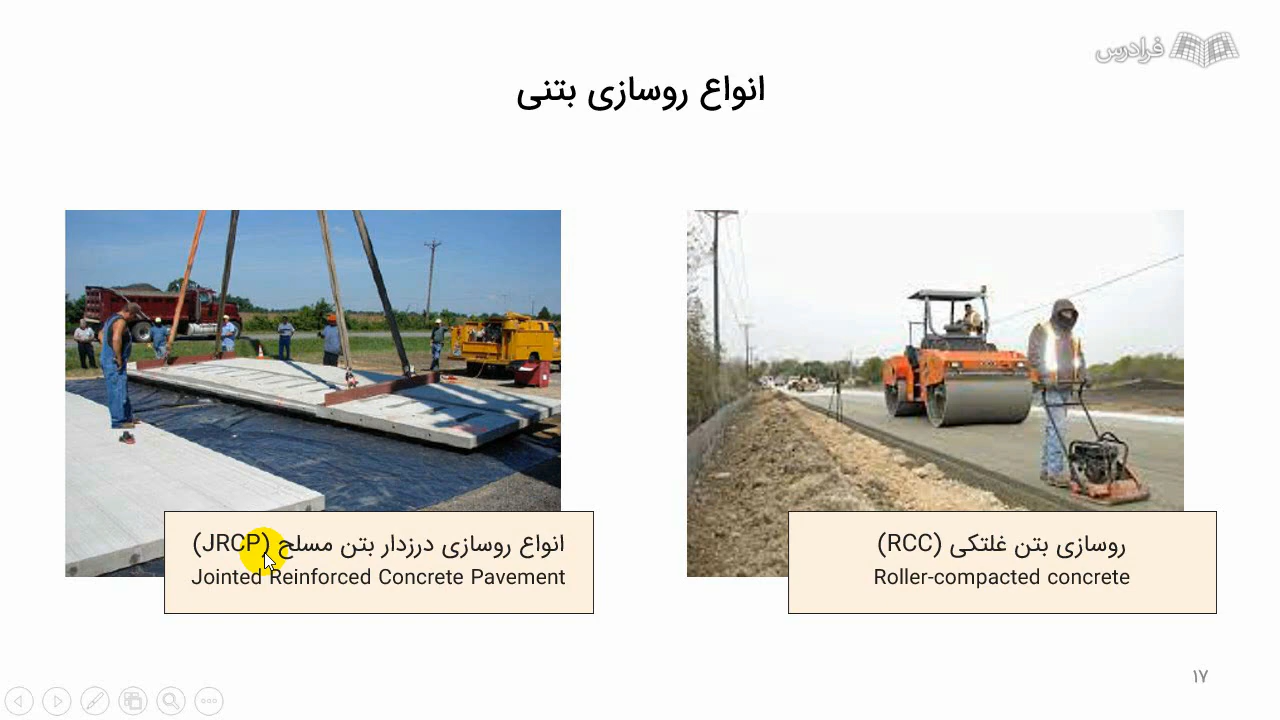 فرادرس
انواع روسازی بتنی
روسازی بتن غلتکی (RCC)
Roller-compacted concrete
انواع روسازی درزدار بتن مسلح (JRCP)
Jointed Reinforced Concrete Pavement
۱۷